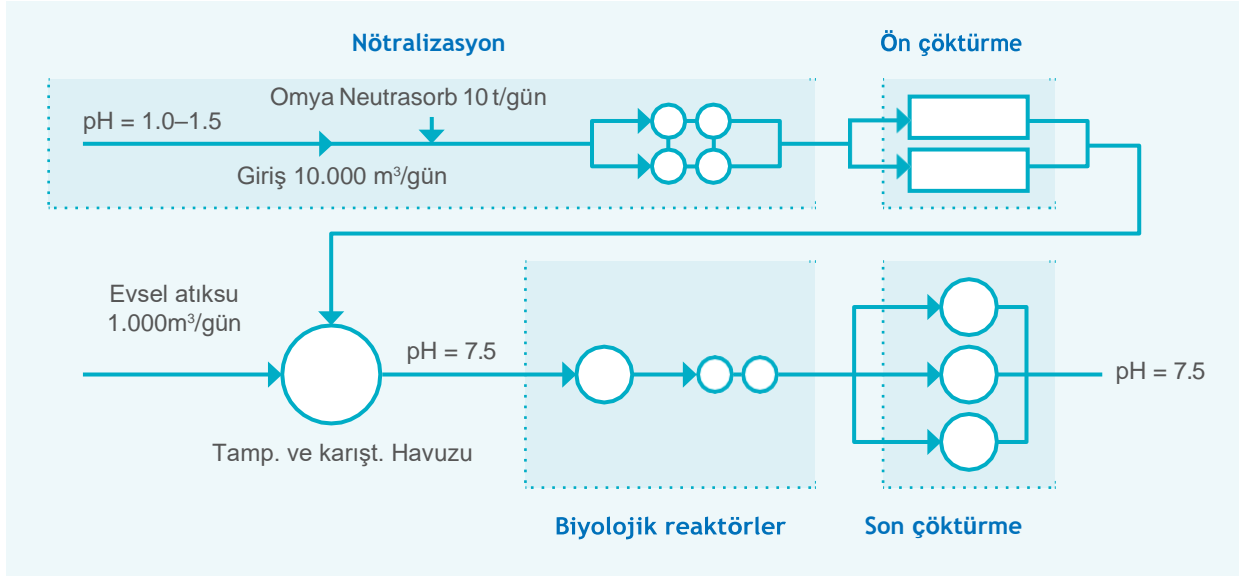 Nötralizasyon
Ön çöktürme
Omya Neutrasorb 10 t/gün
pH = 1.0–1.5
Giriş 10.000 m³/gün
Evsel atıksu
1.000m³/gün
pH = 7.5
pH = 7.5
Tamp. ve karışt. Havuzu
Biyolojik reaktörler
Son çöktürme